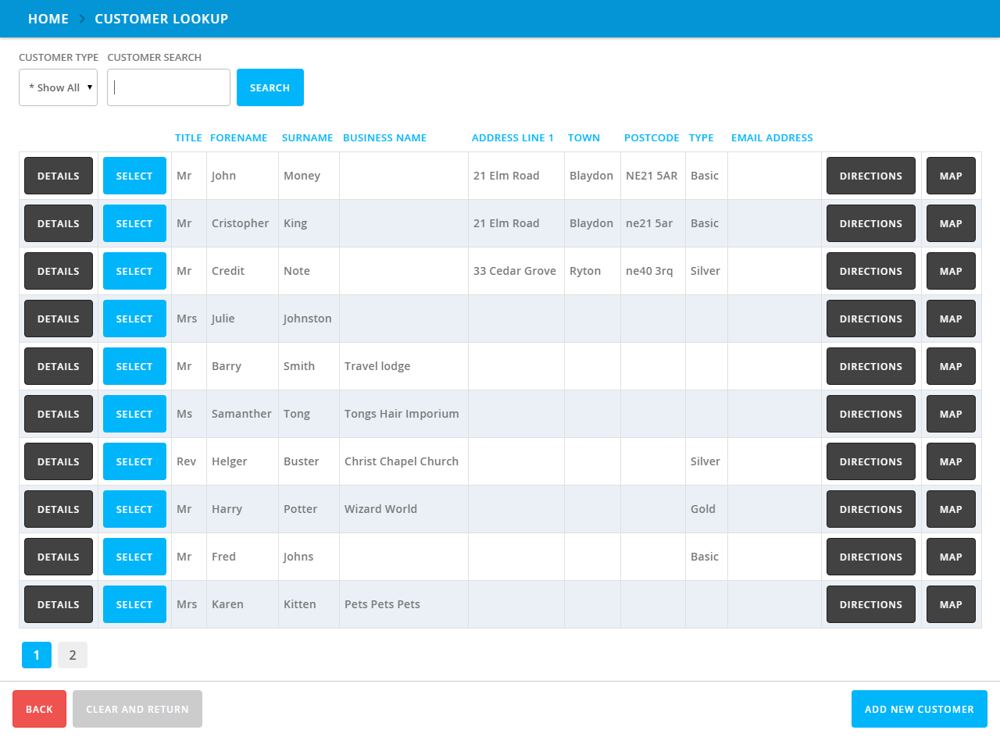 HOME > CUSTOMER LOOKUP
CUSTOMER TYPE CUSTOMER SEARCH
* Show All SEARCH
TITLE FORENAME SURNAME BUSINESS NAME ADDRESS LINE 1 TOWN POSTCODE TYPE EMAIL ADDRESS
DETAILS SELECT Mr John Money 21 Elm Road Blaydon NE21 5AR Basic DIRECTIONS MAP
DETAILS SELECT Mr Cristopher King 21 Elm Road Blaydon ne21 5ar Basic DIRECTIONS MAP
DETAILS SELECT Mr Credit Note 33 Cedar Grove Ryton ne40 3rq Silver DIRECTIONS MAP
DETAILS SELECT Mrs Julie Johnston DIRECTIONS MAP
DETAILS SELECT Mr Barry Smith Travel lodge DIRECTIONS MAP
DETAILS SELECT Ms Samanther Tong Tongs Hair Imporium DIRECTIONS MAP
DETAILS SELECT Rev Helger Buster Christ Chapel Church Silver DIRECTIONS MAP
DETAILS SELECT Mr Harry Potter Wizard World Gold DIRECTIONS MAP
DETAILS SELECT Mr Fred Johns Basic DIRECTIONS MAP
DETAILS SELECT Mrs Karen Kitten Pets Pets Pets DIRECTIONS MAP
1 2
BACK CLEAR AND RETURN ADD NEW CUSTOMER